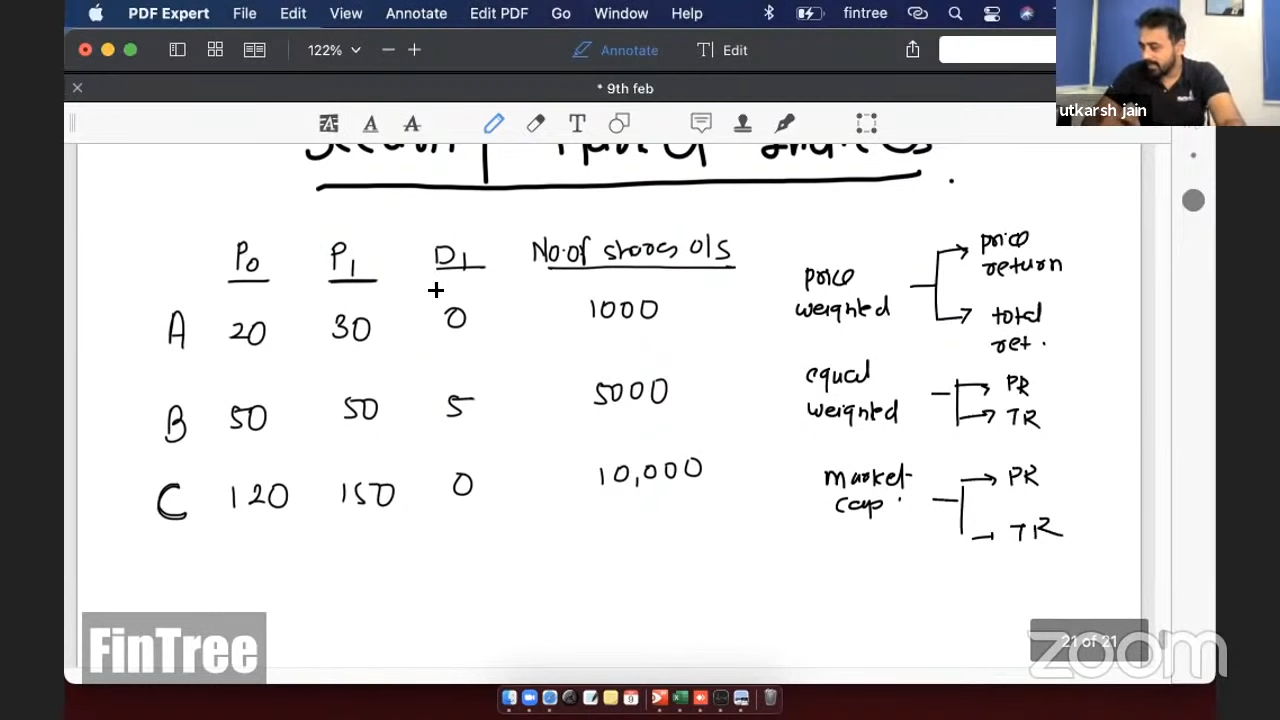 PDF Expert File Edit View Annotate Edit PDF Go Window Help fintree
122% Annotate T| Edit
* 9th feb
utkarsh jain
P0 P1 D1 No. of shares o/s
A 20 30 0 1000
B 50 50 5 5000
C 120 150 0 10,000
price weighted
price return
total ret.
equal weighted
PR
TR
market cap.
PR
TR
FinTree
21 of 21
zoom